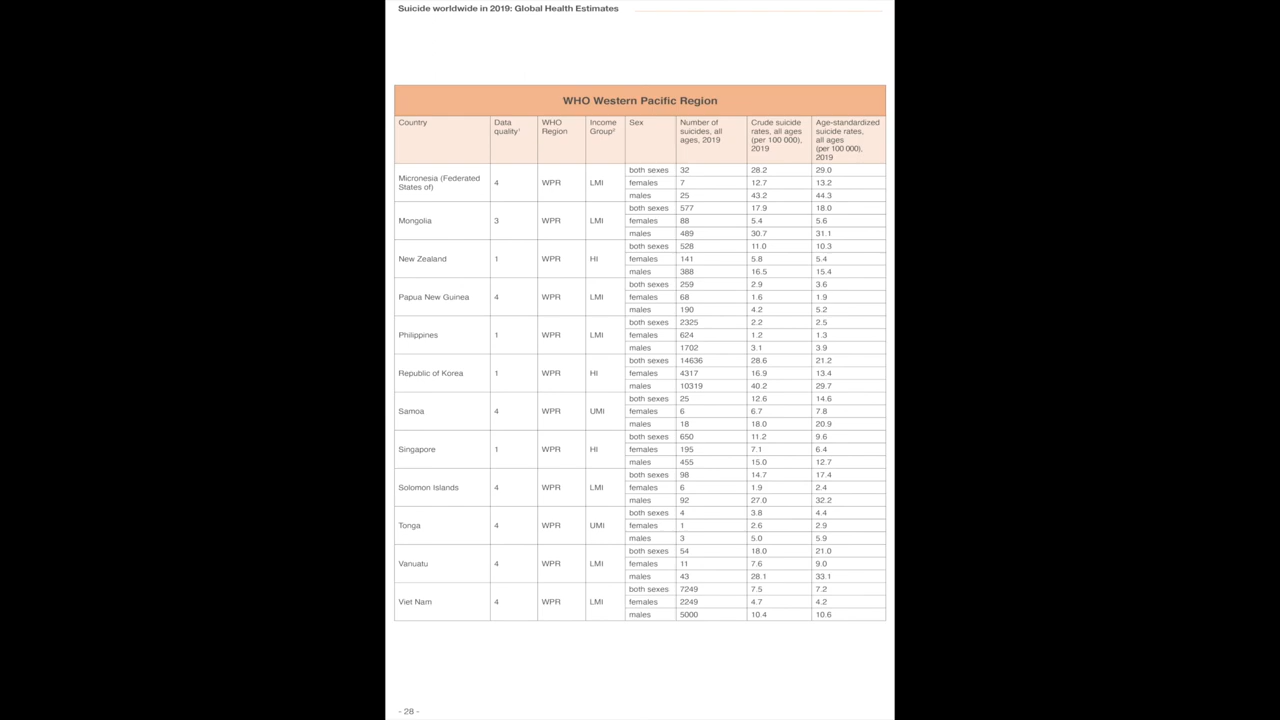 Suicide worldwide in 2019: Global Health Estimates
WHO Western Pacific Region
Country Data quality¹ WHO Region Income Group² Sex Number of suicides, all ages, 2019 Crude suicide rates, all ages (per 100 000), 2019 Age-standardized suicide rates, all ages (per 100 000), 2019
Micronesia (Federated States of) 4 WPR LMI both sexes 32 28.2 29.0
females 7 12.7 13.2
males 25 43.2 44.3
Mongolia 3 WPR LMI both sexes 577 17.9 18.0
females 88 5.4 5.6
males 489 30.7 31.1
New Zealand 1 WPR HI both sexes 528 11.0 10.3
females 141 5.8 5.4
males 388 16.5 15.4
Papua New Guinea 4 WPR LMI both sexes 259 2.9 3.6
females 68 1.6 1.9
males 190 4.2 5.2
Philippines 1 WPR LMI both sexes 2325 2.2 2.5
females 624 1.2 1.3
males 1702 3.1 3.9
Republic of Korea 1 WPR HI both sexes 14636 28.6 21.2
females 4317 16.9 13.4
males 10319 40.2 29.7
Samoa 4 WPR UMI both sexes 25 12.6 14.6
females 6 6.7 7.8
males 18 18.0 20.9
Singapore 1 WPR HI both sexes 650 11.2 9.6
females 195 7.1 6.4
males 455 15.0 12.7
Solomon Islands 4 WPR LMI both sexes 98 14.7 17.4
females 6 1.9 2.4
males 92 27.0 32.2
Tonga 4 WPR UMI both sexes 4 3.8 4.4
females 1 2.6 2.9
males 3 5.0 5.9
Vanuatu 4 WPR LMI both sexes 54 18.0 21.0
females 11 7.6 9.0
males 43 28.1 33.1
Viet Nam 4 WPR LMI both sexes 7249 7.5 7.2
females 2249 4.7 4.2
males 5000 10.4 10.6
- 28 -